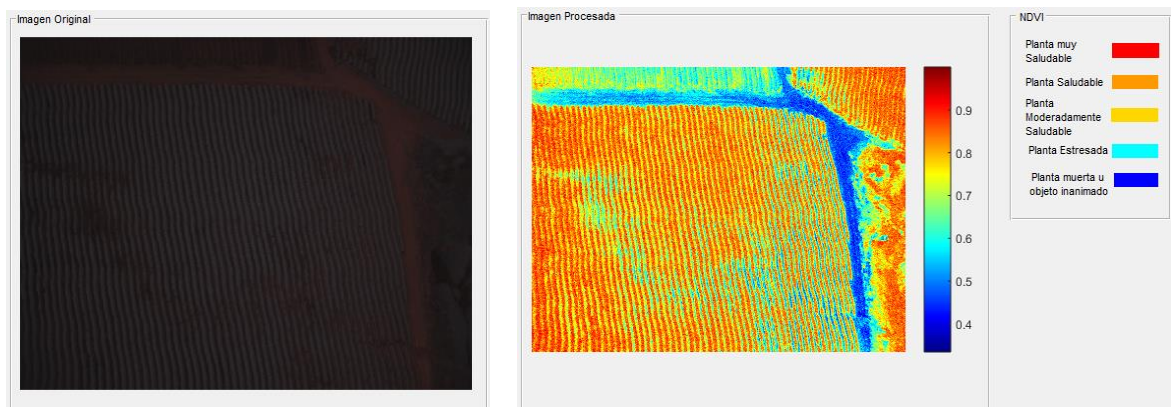 Imagen Original
Imagen Procesada
0.9
0.8
0.7
0.6
0.5
0.4
NDVI
Planta muy
Saludable
Planta Saludable
Planta
Moderadamente
Saludable
Planta Estresada
Planta muerta u
objeto inanimado